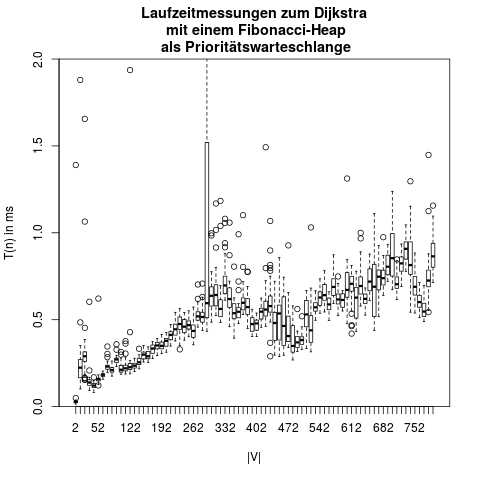 Laufzeitmessungen zum Dijkstra
mit einem Fibonacci-Heap
als Prioritätswarteschlange
2.0
1.5
1.0
0.5
0.0
T(n) in ms
2 52 122 192 262 332 402 472 542 612 682 752
|V|